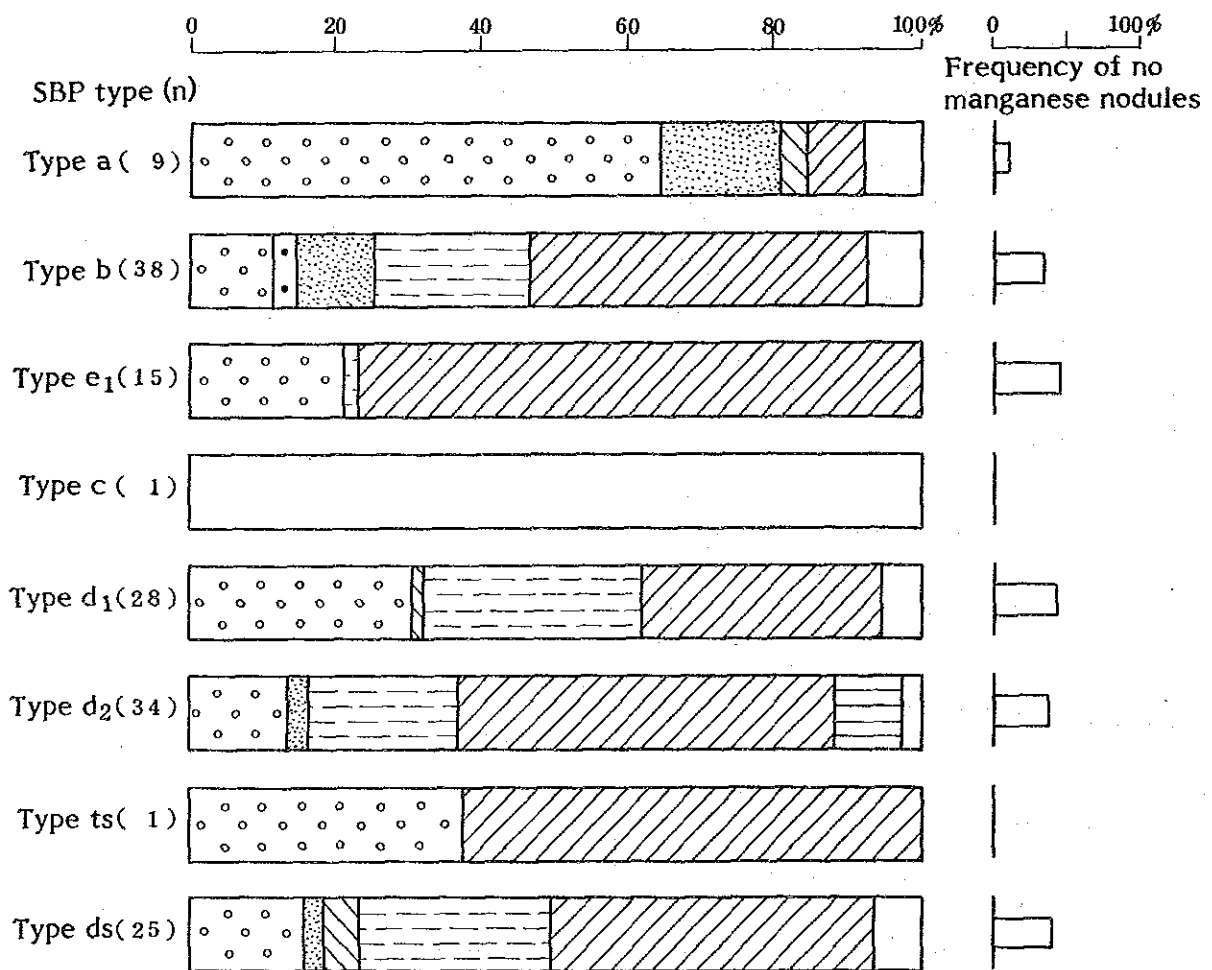 0 20 40 60 80 100% 0 100%
Frequency of no
manganese nodules
SBP type (n)
Type a ( 9)
Type b (38)
Type e1 (15)
Type c ( 1)
Type d1 (28)
Type d2 (34)
Type ts( 1)
Type ds(25)